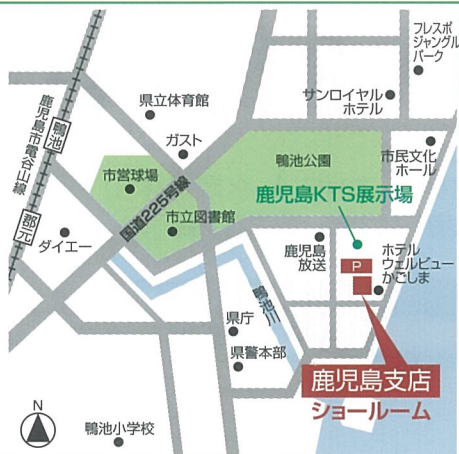 フレスポ
ジャングル
パーク
県立体育館
サンロイヤル
ホテル
鴨池
鹿児島市電谷山線
ガスト
市営球場
鴨池公園
市民文化
ホール
国道225号線
鹿児島KTS展示場
郡元
市立図書館
ダイエー
鹿児島
放送
P
ホテル
ウェルビュー
かごしま
鴨池川
県庁
県警本部
鹿児島支店
ショールーム
N
鴨池小学校